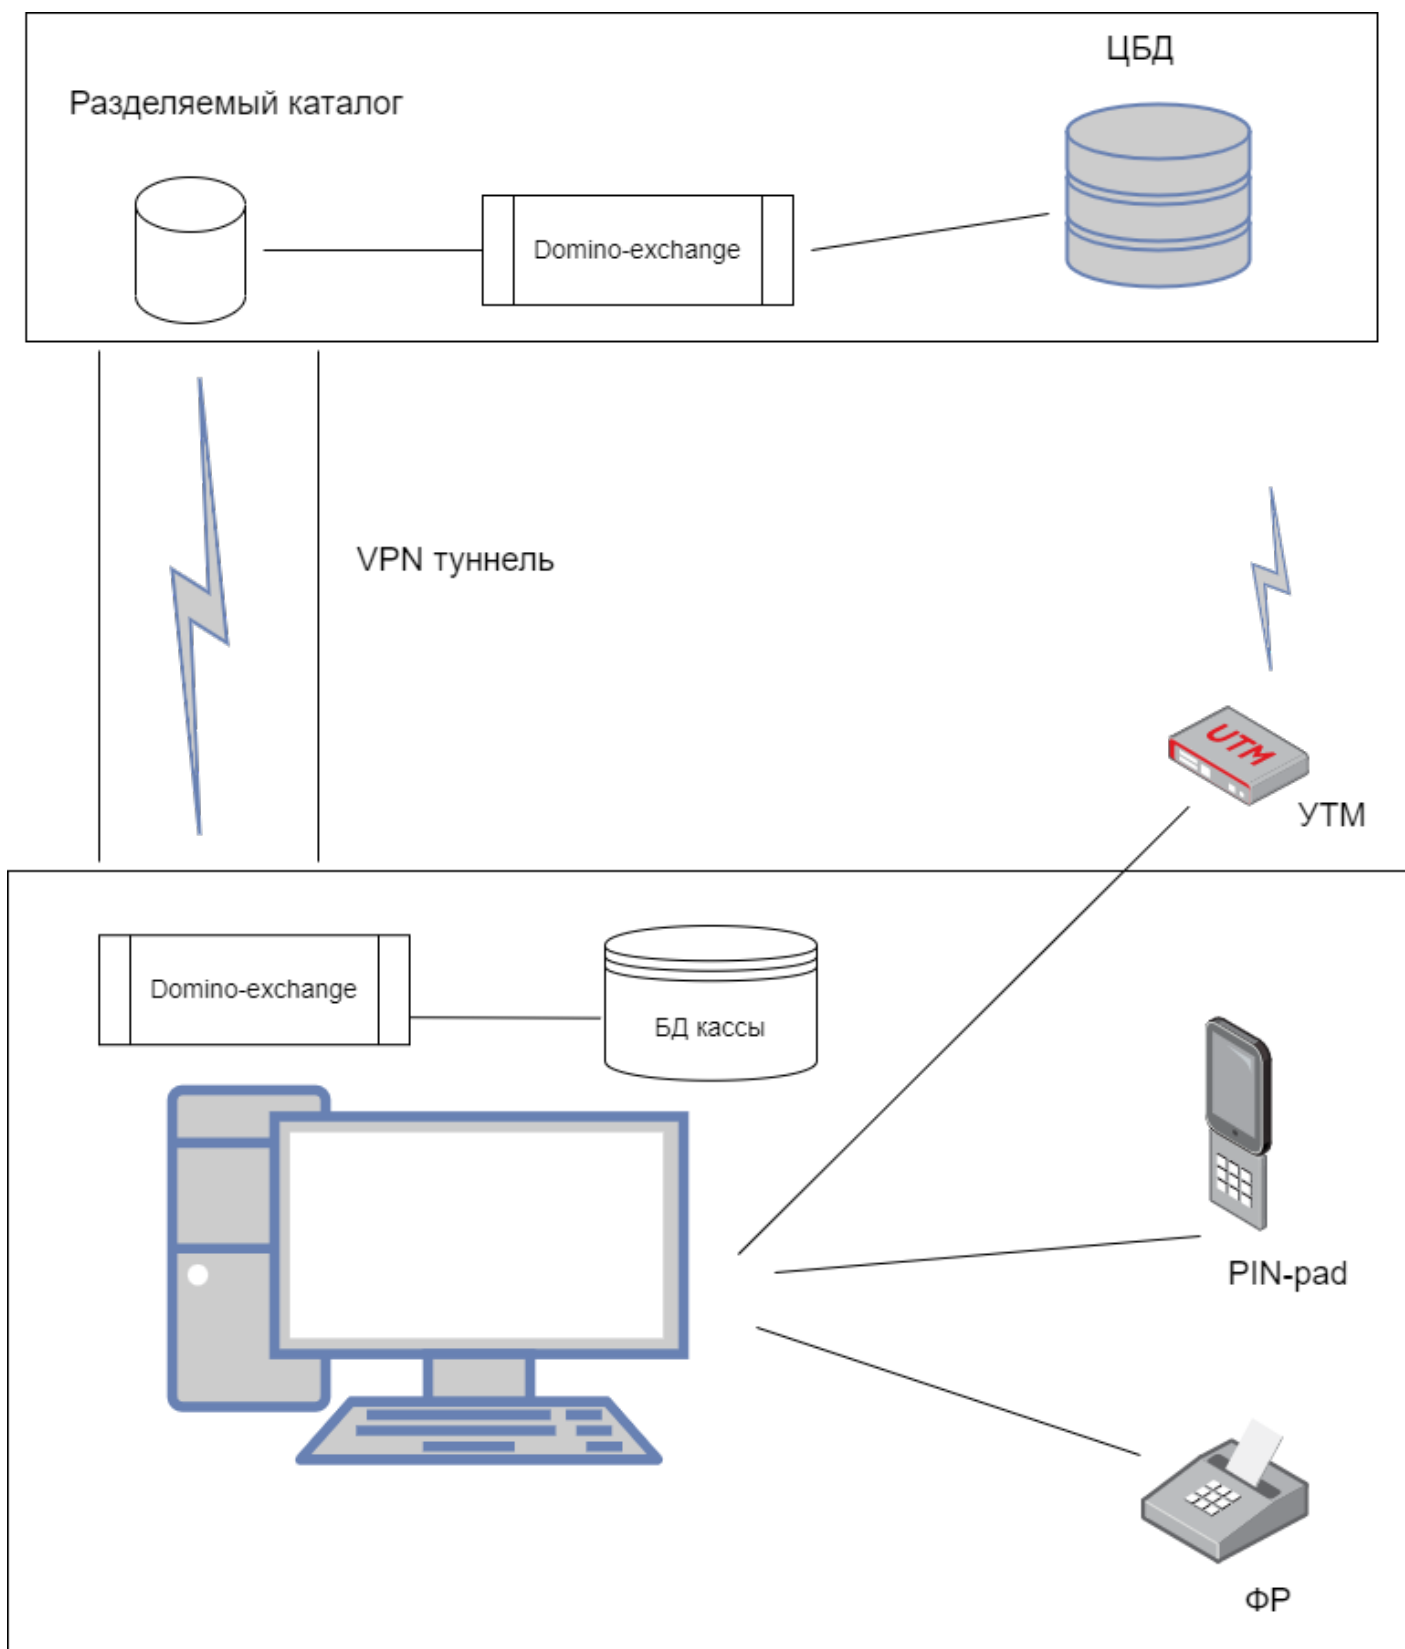 ЦБД
Разделяемый каталог
Domino-exchange
VPN туннель
UTM
УТМ
Domino-exchange
БД кассы
PIN-pad
ФР